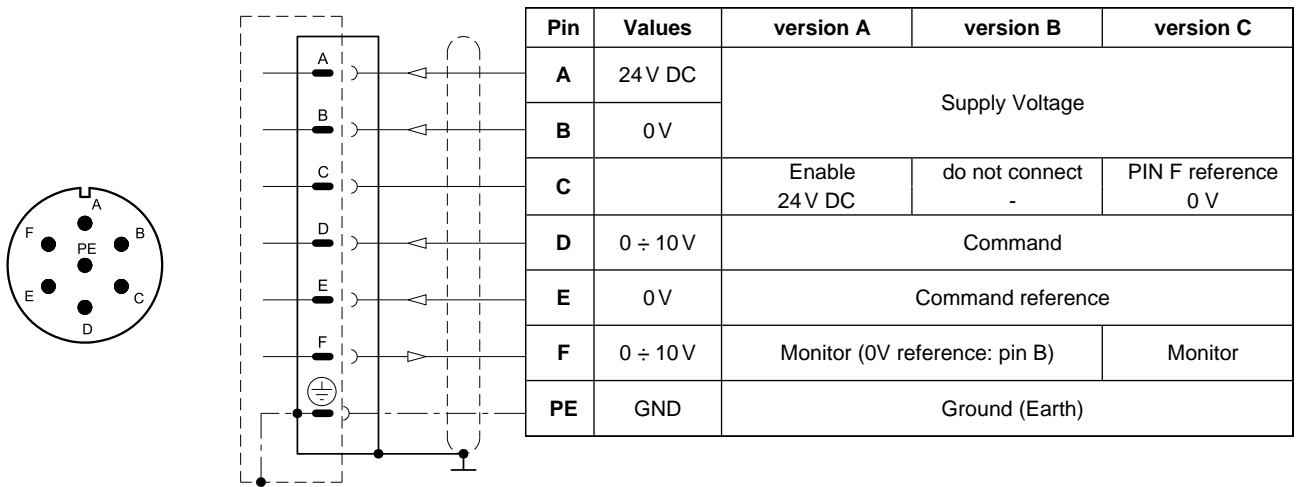 A
F
B
PE
E
C
D
A
B
C
D
E
F
Pin Values version A version B version C
A 24 V DC
Supply Voltage
B 0 V
C Enable do not connect PIN F reference
24 V DC - 0 V
D 0 ÷ 10 V Command
E 0 V Command reference
F 0 ÷ 10 V Monitor (0V reference: pin B) Monitor
PE GND Ground (Earth)